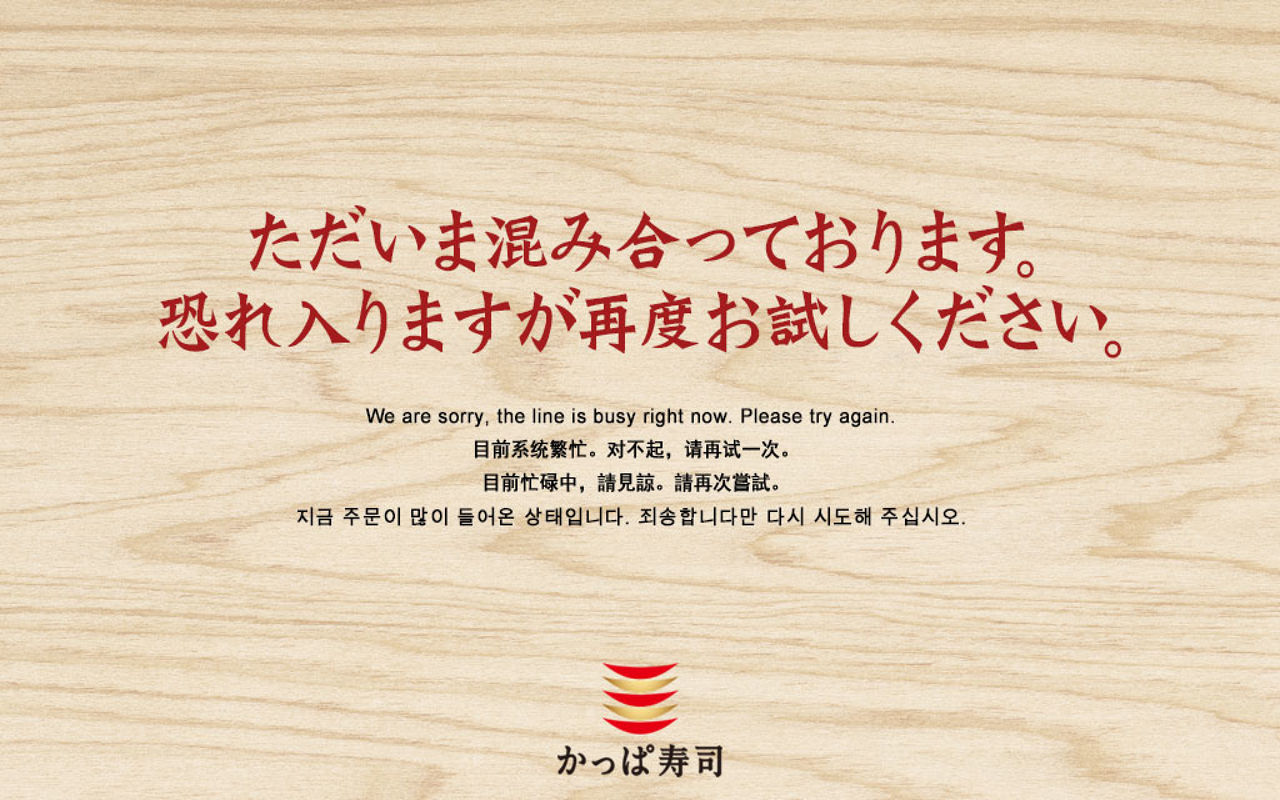 ただいま混み合っております。
恐れ入りますが再度お試しください。
We are sorry, the line is busy right now. Please try again.
目前系统繁忙。对不起，请再试一次。
目前忙碌中，請見諒。請再次嘗試。
지금 주문이 많이 들어온 상태입니다. 죄송합니다만 다시 시도해 주십시오.
かっぱ寿司